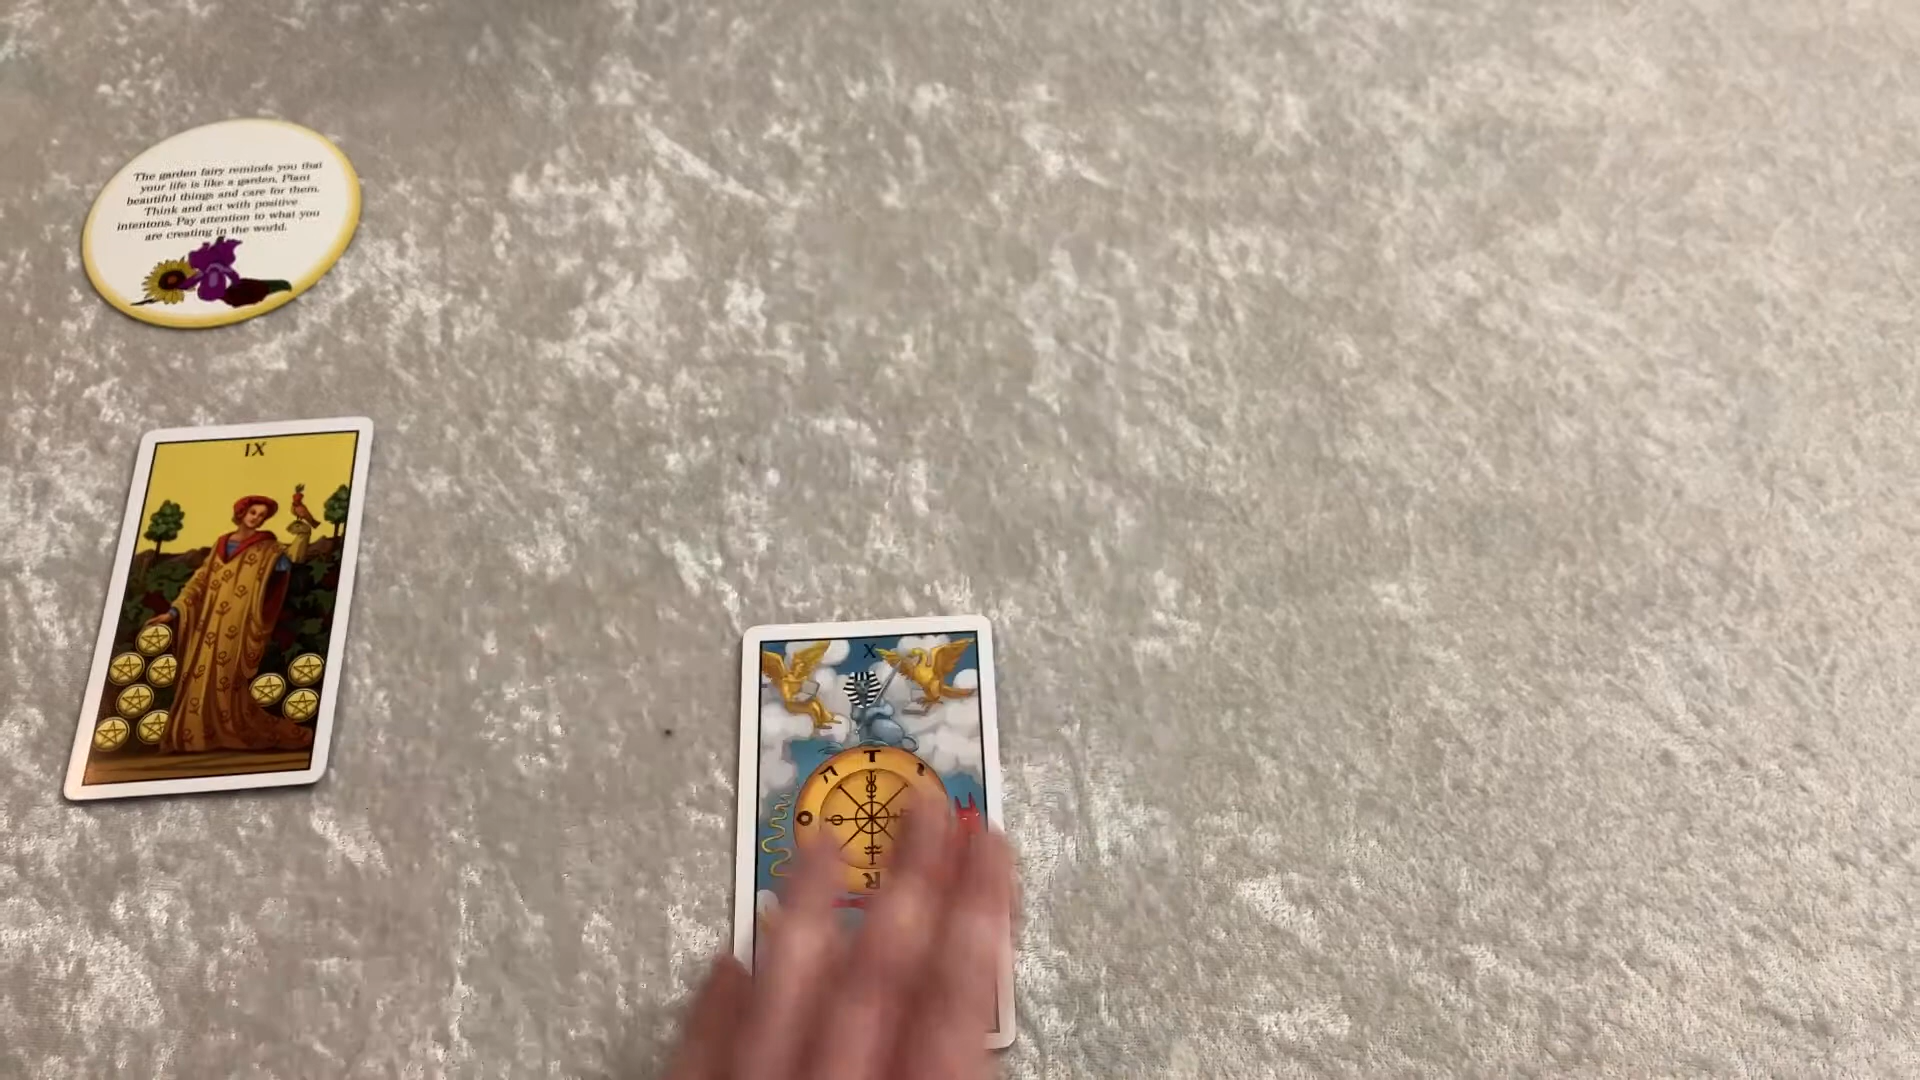 The garden fairy reminds you that
your life is like a garden. Plant
beautiful things and care for them.
Think and act with positive
intentons. Pay attention to what you
are creating in the world.
IX
X